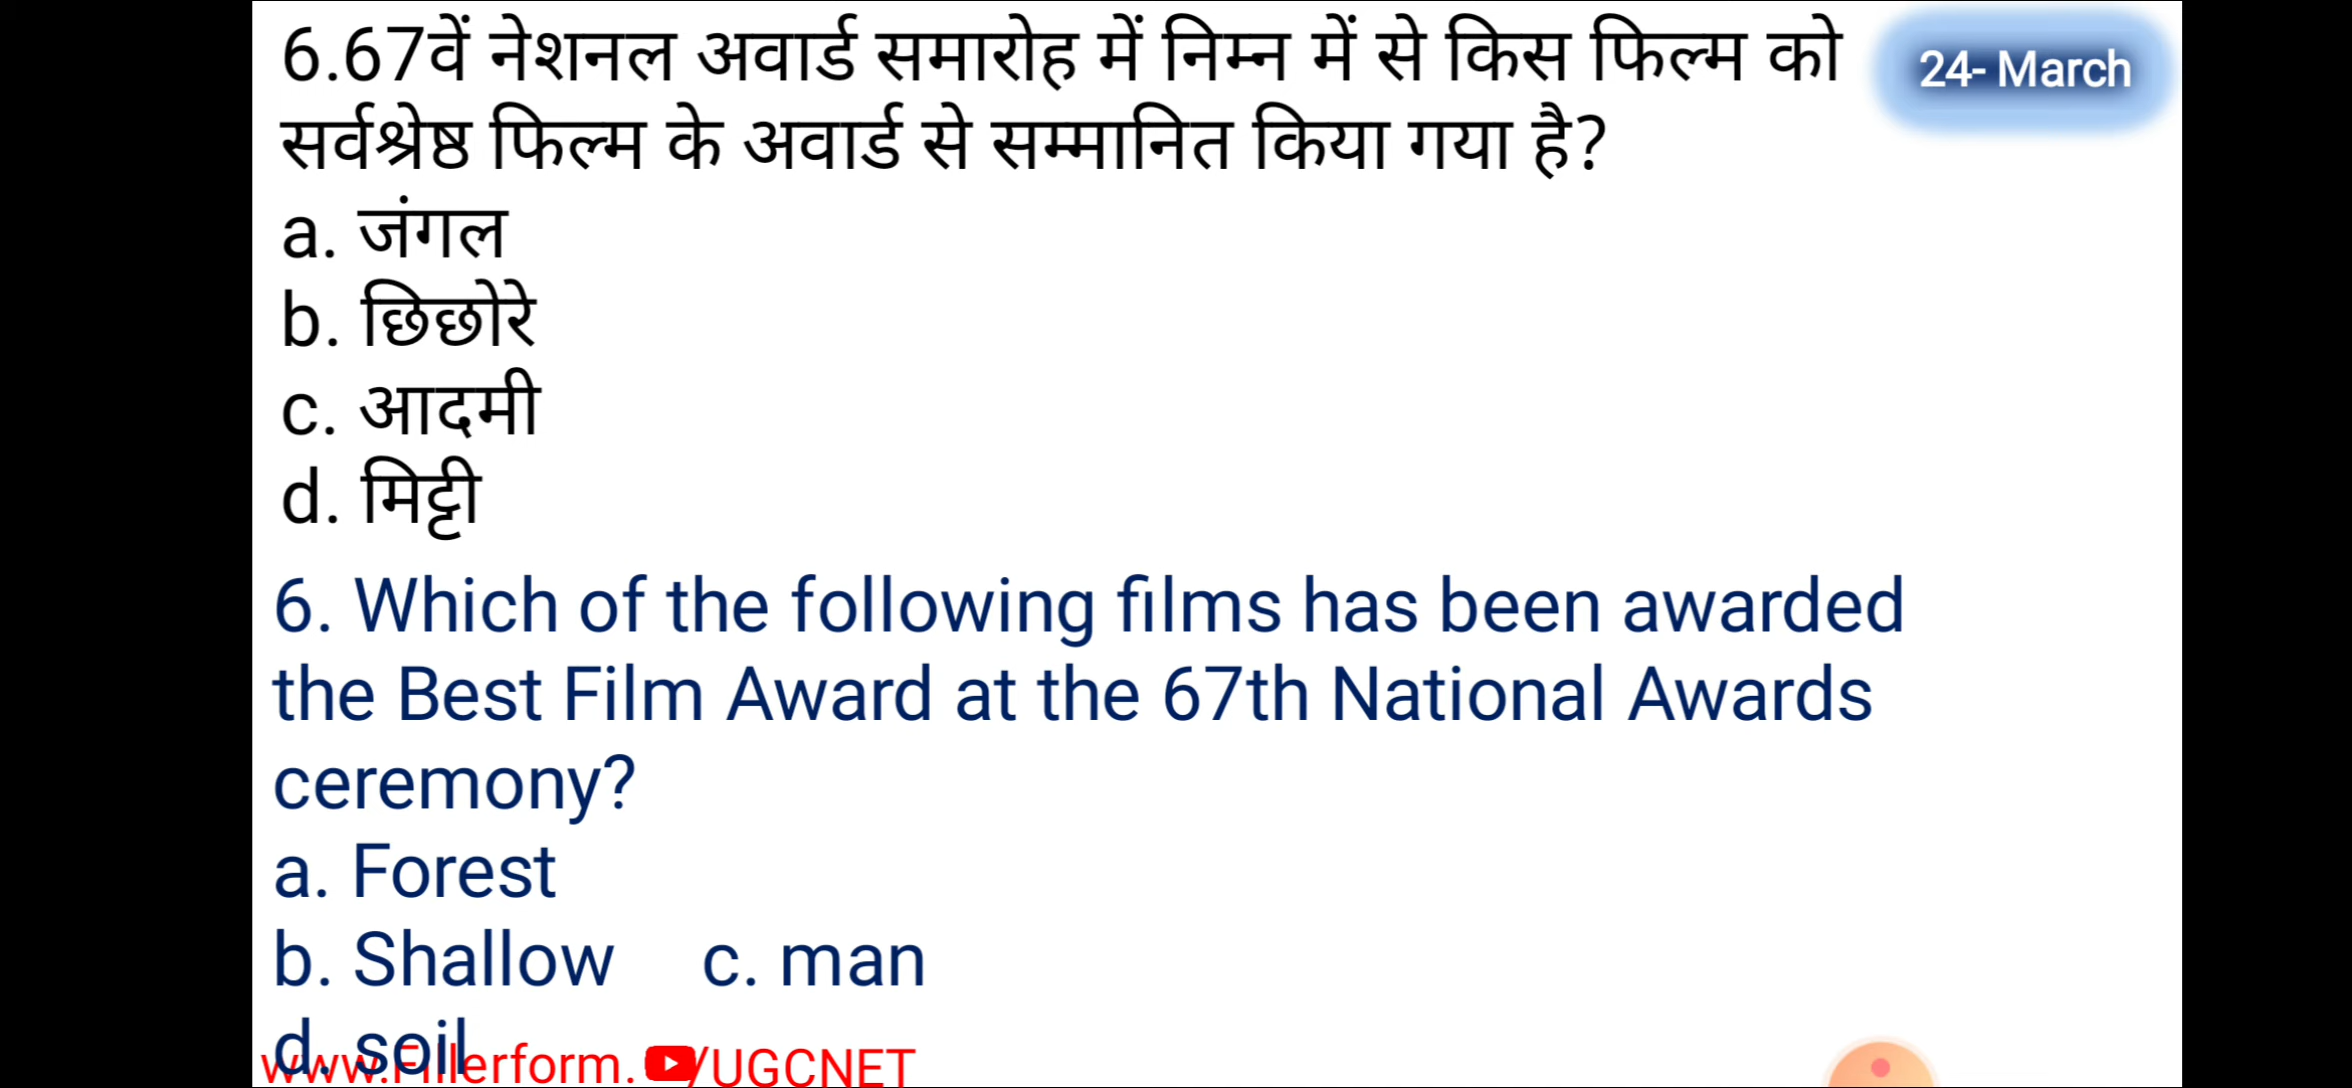 6.67वें नेशनल अवार्ड समारोह में निम्न में से किस फिल्म को
24- March
सर्वश्रेष्ठ फिल्म के अवार्ड से सम्मानित किया गया है?
a. जंगल
b. छिछोरे
c. आदमी
d. मिट्टी
6. Which of the following films has been awarded
the Best Film Award at the 67th National Awards
ceremony?
a. Forest
b. Shallow c. man
d. soil
www.Fillerform. /UGCNET